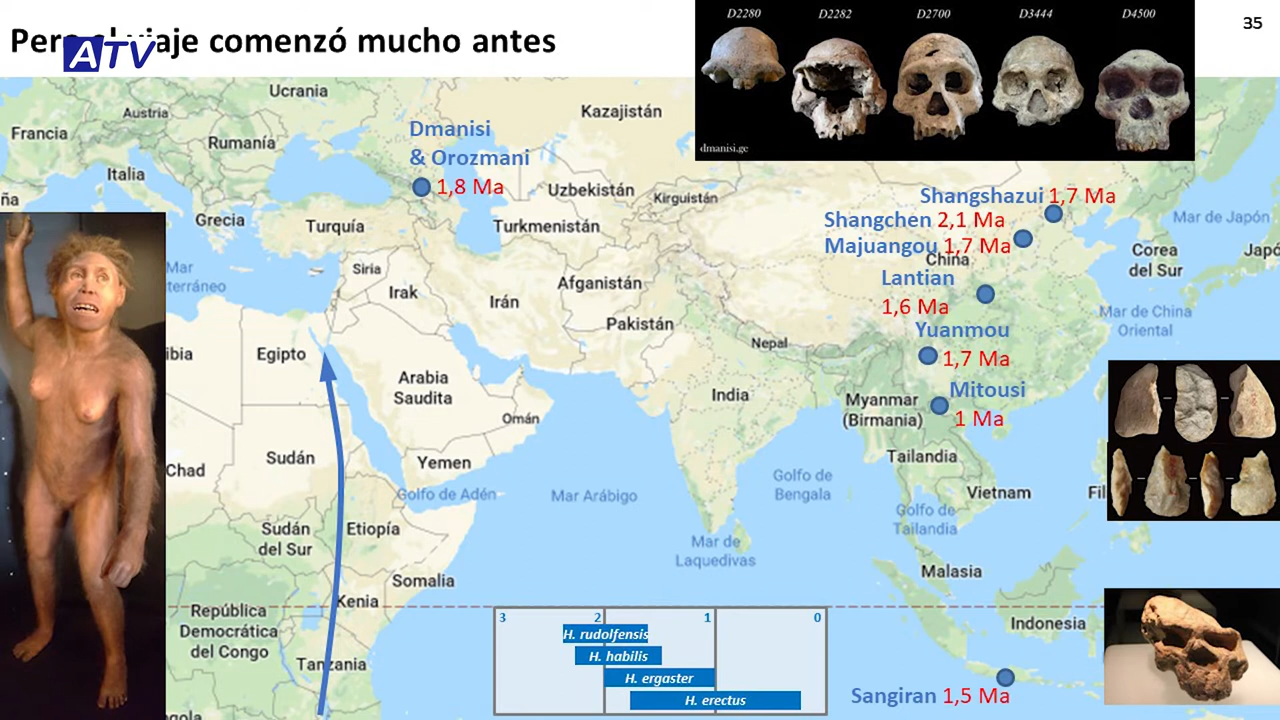 Pero el viaje comenzó mucho antes
ATV
35
D2280 D2282 D2700 D3444 D4500
dmanisi.ge
Ucrania
Kazajistán
Austria
Francia
Rumanía
Dmanisi
& Orozmani
1,8 Ma
Italia
ña
Uzbekistán
Kirguistán
Grecia
Turquía
Turkmenistán
Shangshazui 1,7 Ma
Shangchen 2,1 Ma
Majuangou 1,7 Ma
China
Mar de Japón
Corea
del Sur
Japó
Mar
terráneo
Siria
Irak
Irán
Afganistán
Pakistán
Nepal
Lantian
1,6 Ma
Mar de China
Oriental
Yuanmou
1,7 Ma
ibia
Egipto
Arabia
Saudita
Omán
India
Myanmar
(Birmania)
Mitousi
1 Ma
Chad
Sudán
Yemen
Golfo de Adén
Mar Arábigo
Golfo de
Bengala
Tailandia
Vietnam
Fil
Golfo de
Tailandia
Sudán
del Sur
Etiopía
Mar de
Laquedivas
Malasia
Somalia
Kenia
República
Democrática
del Congo
Tanzania
gola
Indonesia
3 2 1 0
H. rudolfensis
H. habilis
H. ergaster
H. erectus
Sangiran 1,5 Ma